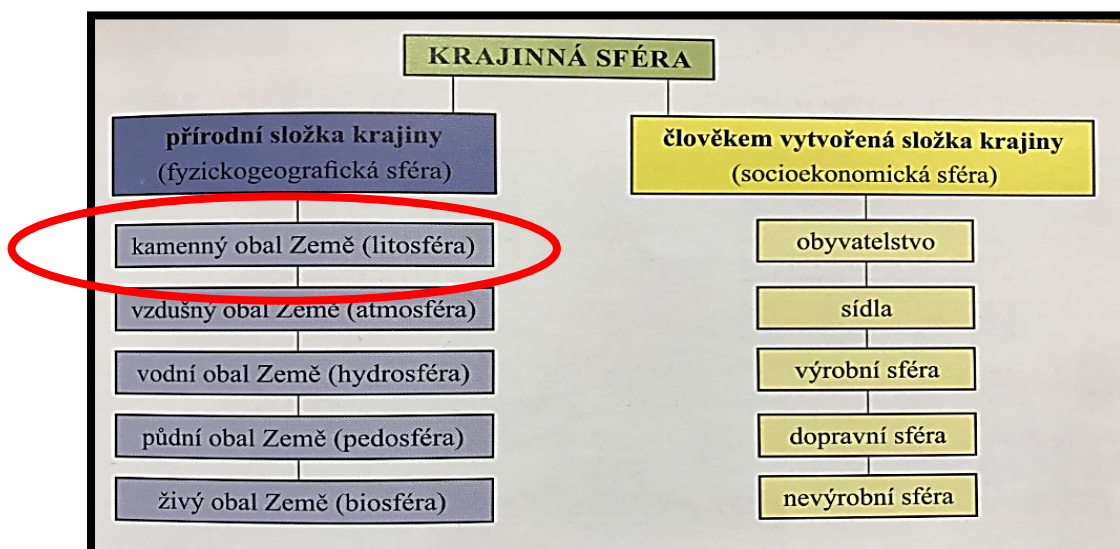 KRAJINNÁ SFÉRA
přírodní složka krajiny
(fyzickogeografická sféra)
kamenný obal Země (litosféra)
vzdušný obal Země (atmosféra)
vodní obal Země (hydrosféra)
půdní obal Země (pedosféra)
živý obal Země (biosféra)
člověkem vytvořená složka krajiny
(socioekonomická sféra)
obyvatelstvo
sídla
výrobní sféra
dopravní sféra
nevýrobní sféra